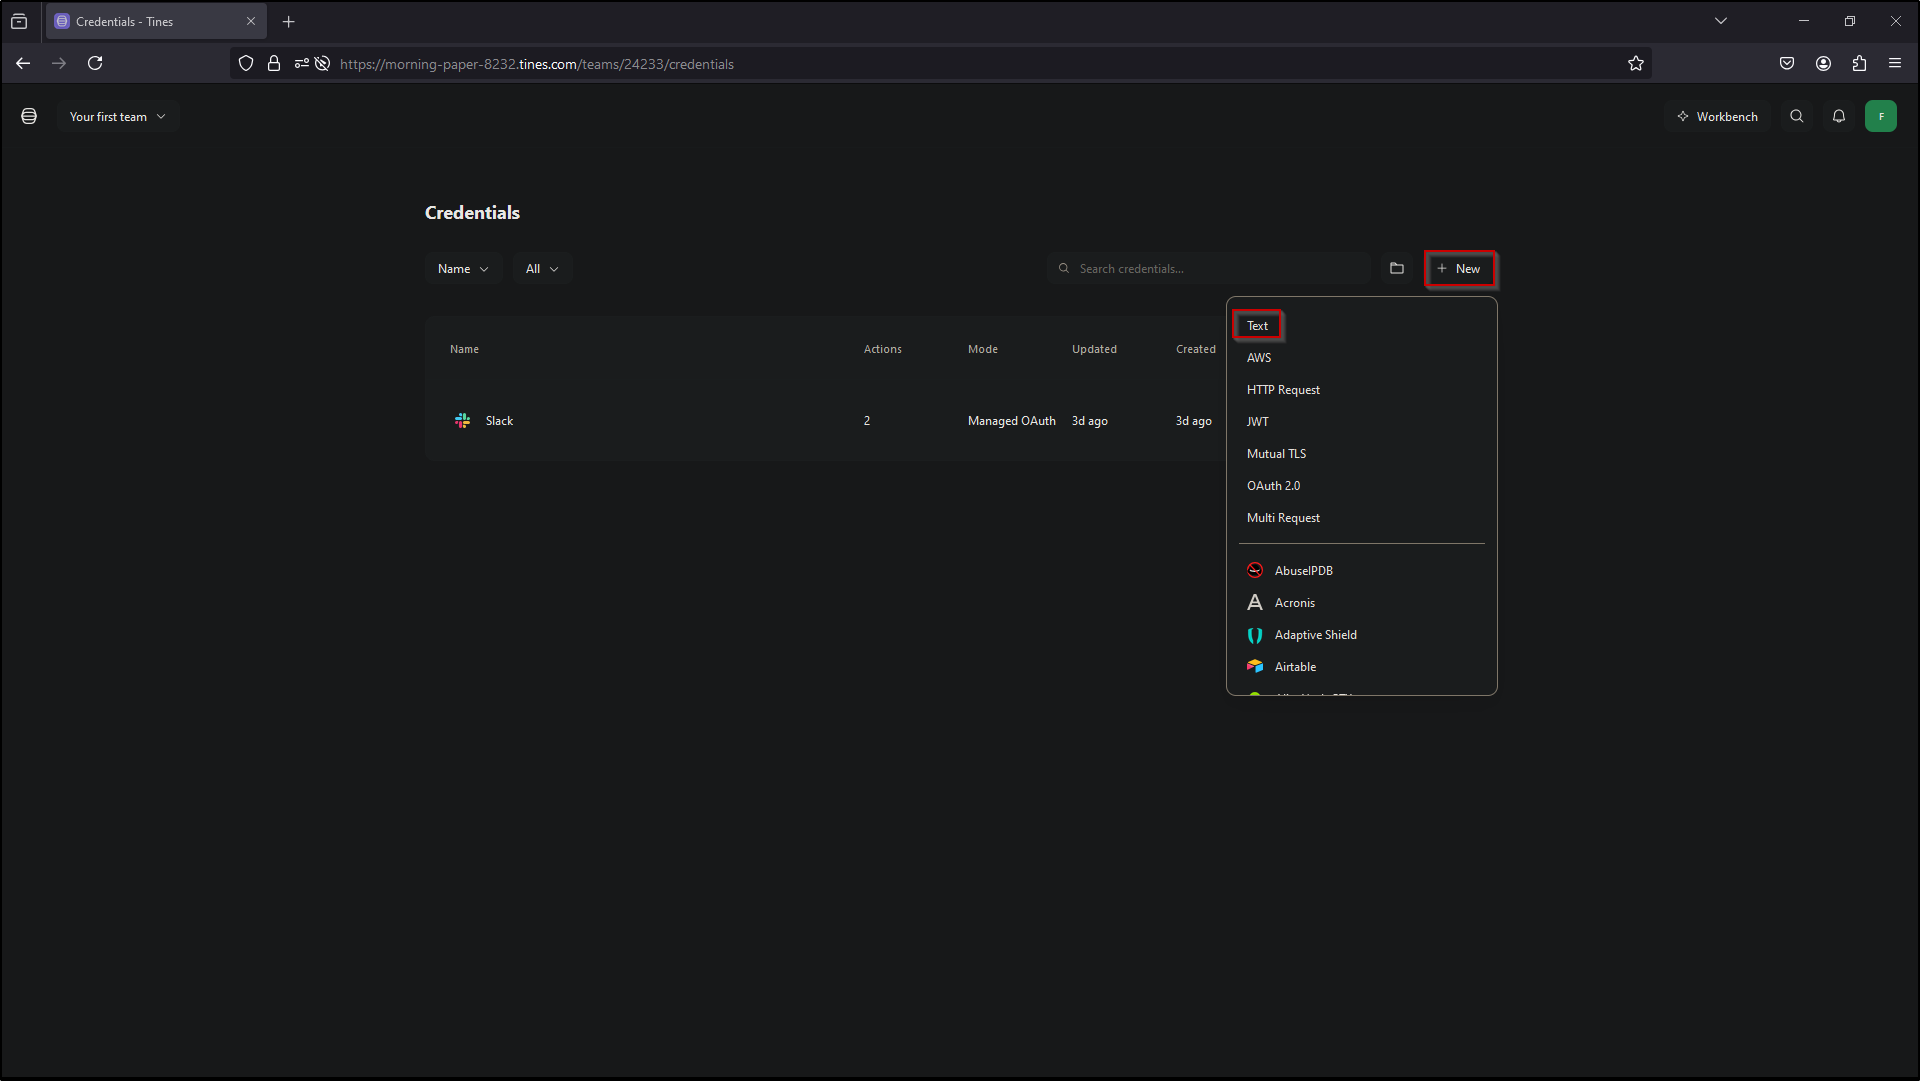 Credentials - Tines
https://morning-paper-8232.tines.com/teams/24233/credentials
Your first team
Workbench
F
Credentials
Name
All
Search credentials...
New
Name
Actions
Mode
Updated
Created
Slack
2
Managed OAuth
3d ago
3d ago
Text
AWS
HTTP Request
JWT
Mutual TLS
OAuth 2.0
Multi Request
AbuseIPDB
Acronis
Adaptive Shield
Airtable